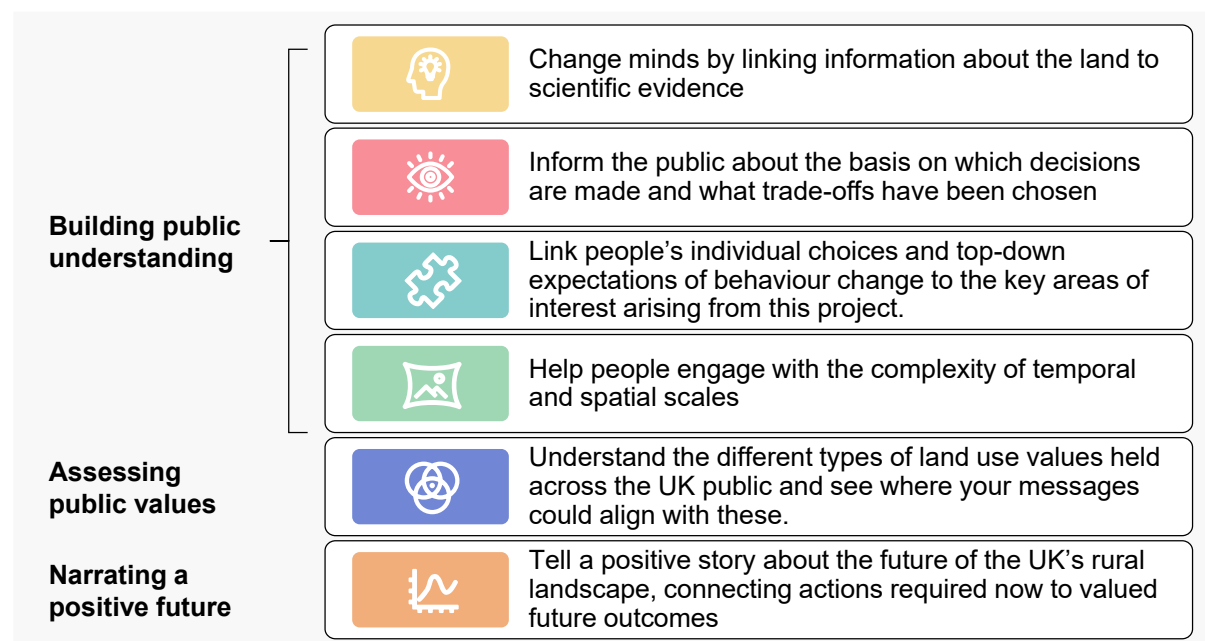 Building public
understanding
Change minds by linking information about the land to
scientific evidence
Inform the public about the basis on which decisions
are made and what trade-offs have been chosen
Link people’s individual choices and top-down
expectations of behaviour change to the key areas of
interest arising from this project.
Help people engage with the complexity of temporal
and spatial scales
Assessing
public values
Understand the different types of land use values held
across the UK public and see where your messages
could align with these.
Narrating a
positive future
Tell a positive story about the future of the UK’s rural
landscape, connecting actions required now to valued
future outcomes